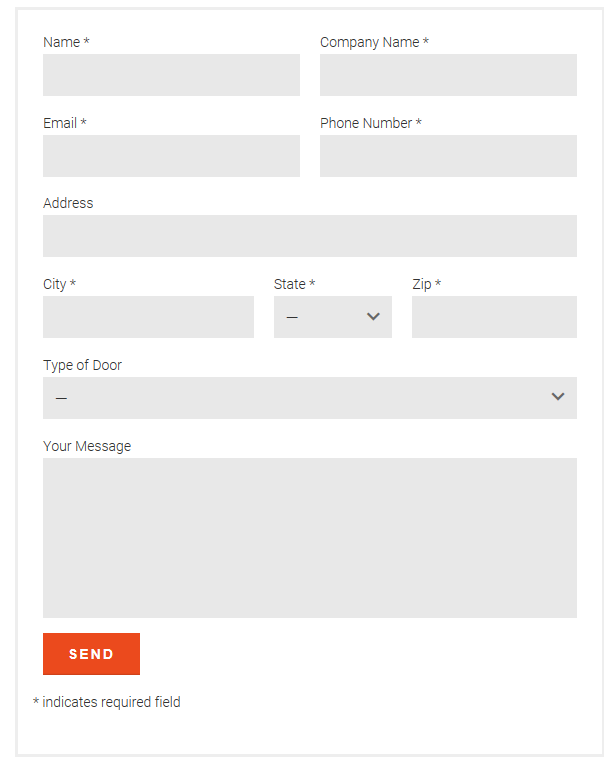 Name * Company Name *
Email * Phone Number *
Address
City * State * Zip *
—
Type of Door
—
Your Message
SEND
* indicates required field